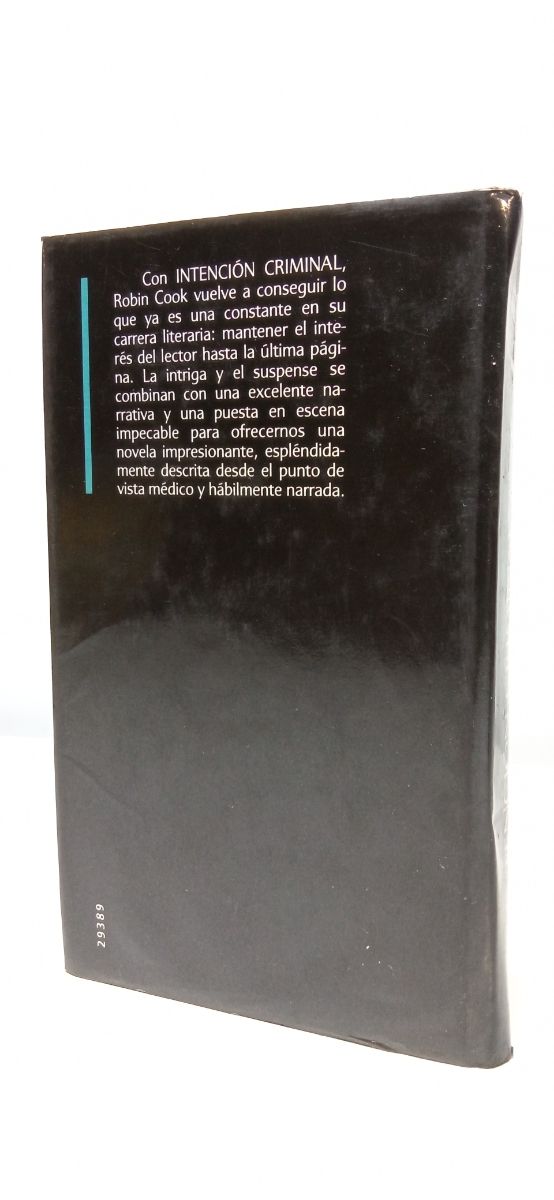 Con INTENCIÓN CRIMINAL,
Robin Cook vuelve a conseguir lo
que ya es una constante en su
carrera literaria: mantener el inte-
rés del lector hasta la última pági-
na. La intriga y el suspense se
combinan con una excelente na-
rrativa y una puesta en escena
impecable para ofrecernos una
novela impresionante, espléndida-
mente descrita desde el punto de
vista médico y hábilmente narrada.
29389